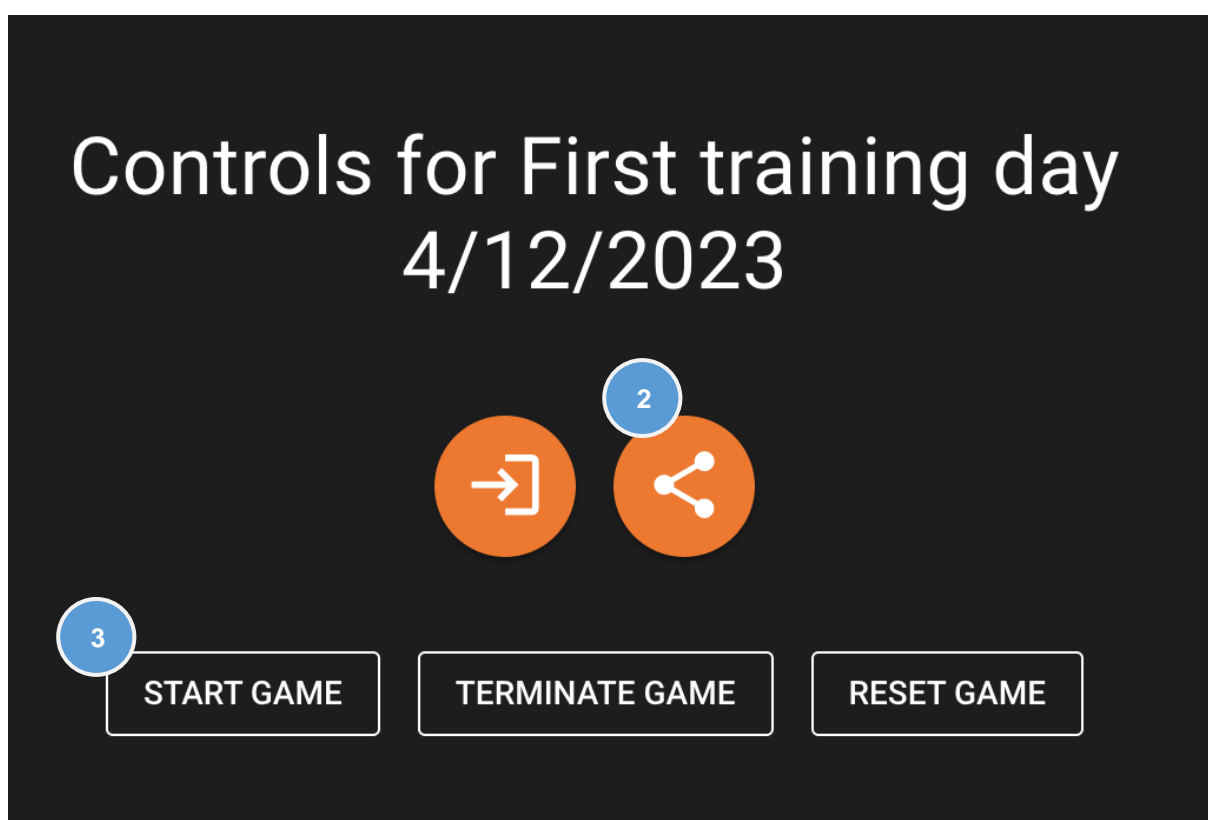 Controls for First training day
4/12/2023
2
3
START GAME
TERMINATE GAME
RESET GAME